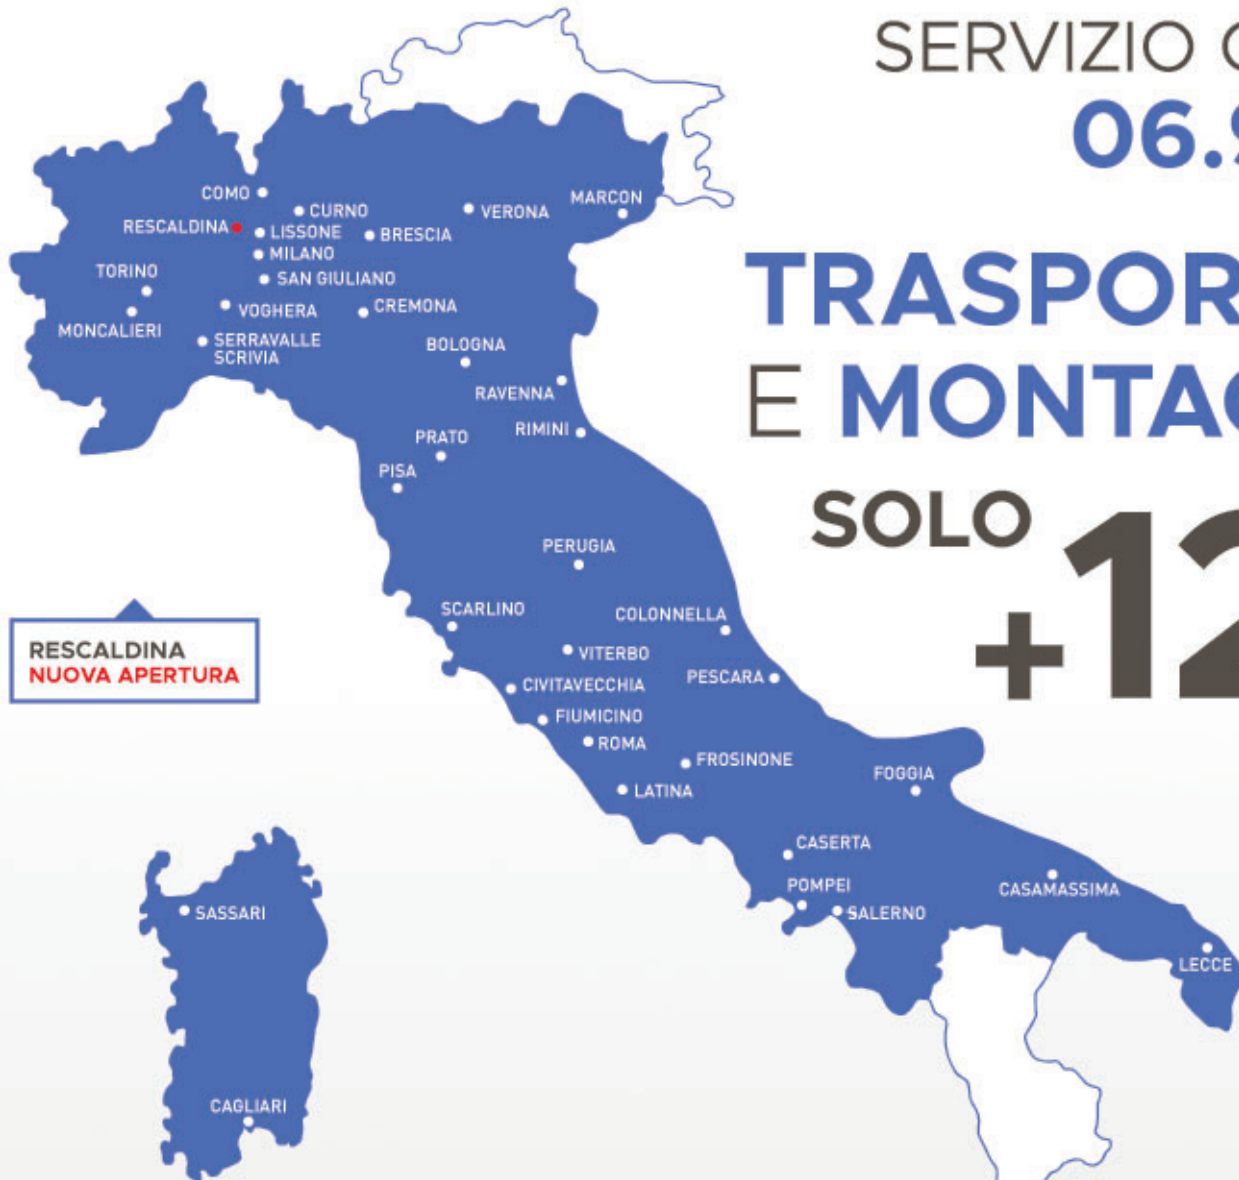 SERVIZIO
06.9
TRASPOR
E MONTAG
SOLO
+12
COMO
CURNO
VERONA
MARCON
RESCALDINA
LISSONE
BRESCIA
MILANO
TORINO
SAN GIULIANO
VOGHERA
CREMONA
MONCALIERI
SERRAVALLE
SCRIVIA
BOLOGNA
RAVENNA
PRATO
RIMINI
PISA
PERUGIA
SCARLINO
COLONNELLA
RESCALDINA
NUOVA APERTURA
VITERBO
CIVITAVECCHIA
PESCARA
FIUMICINO
ROMA
FROSINONE
FOGGIA
LATINA
CASERTA
POMPEI
CASAMASSIMA
SASSARI
SALERNO
LECCE
CAGLIARI